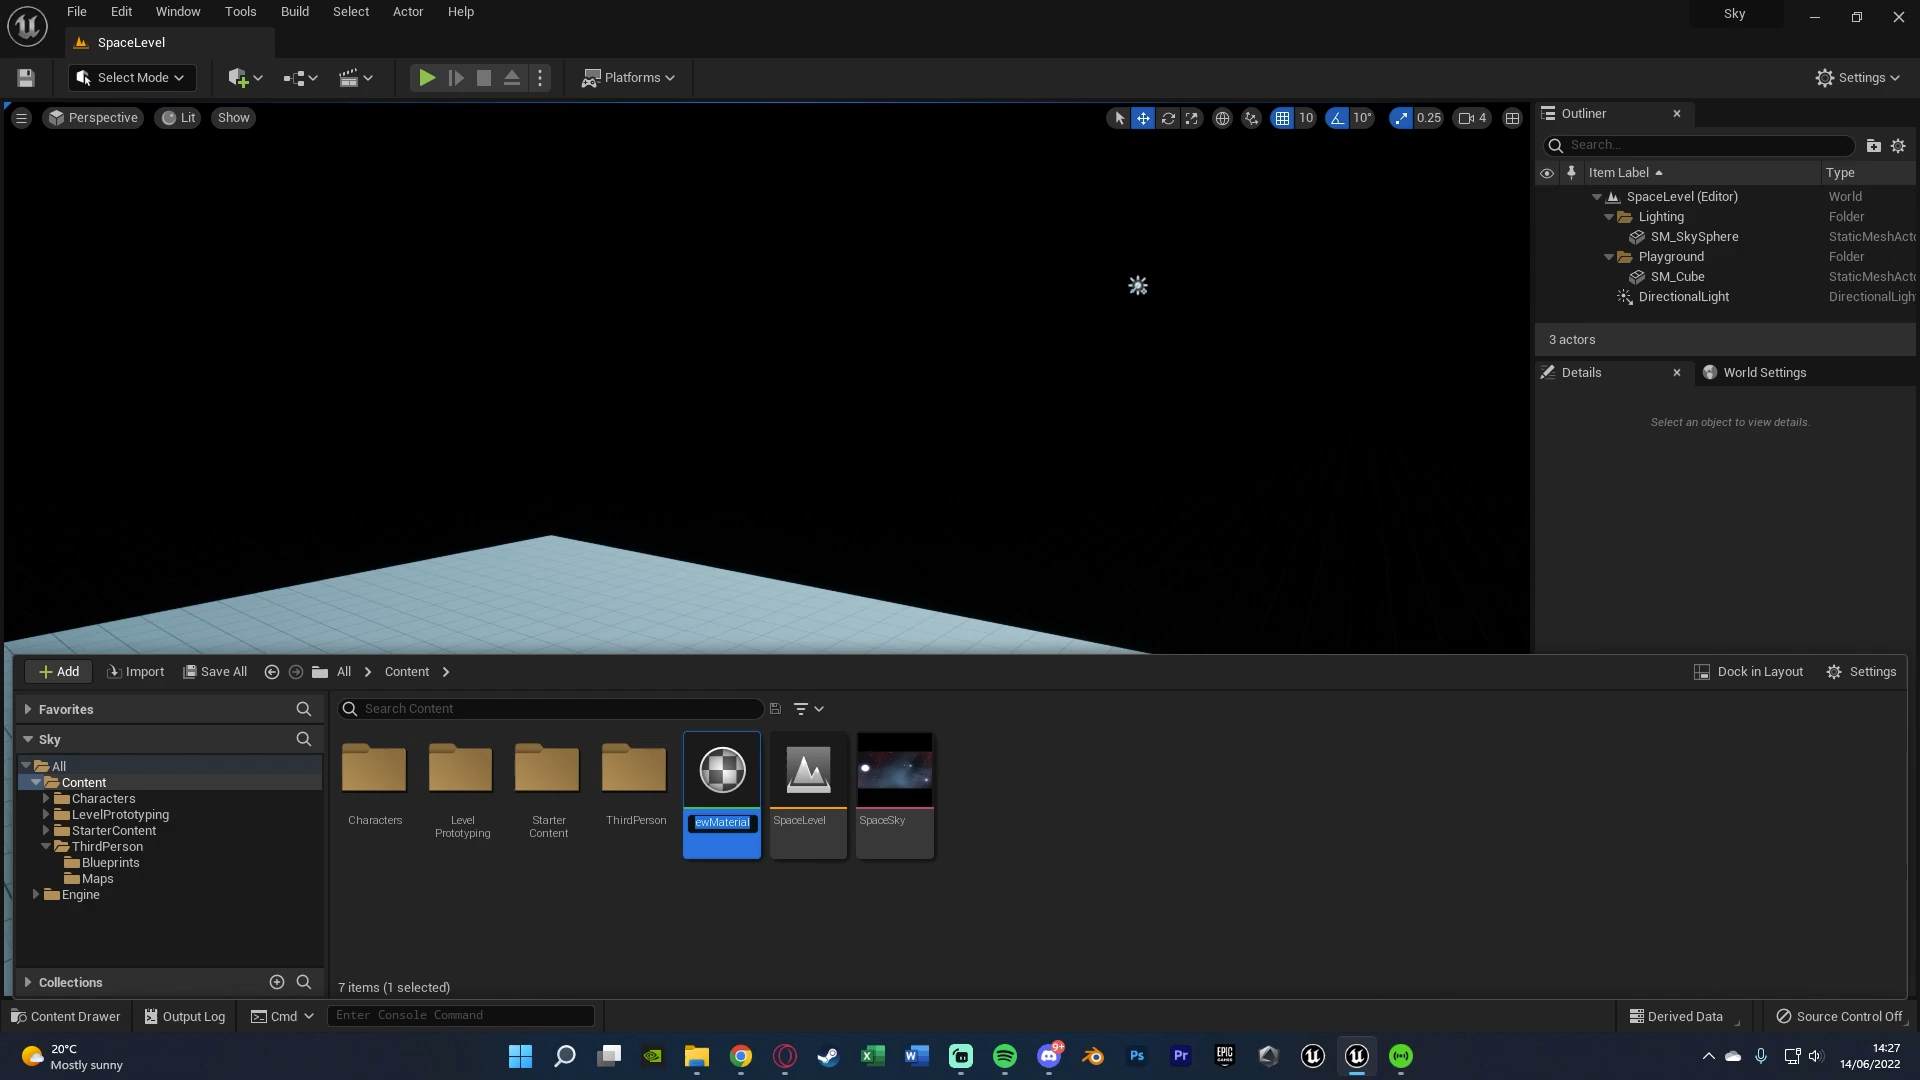 File Edit Window Tools Build Select Actor Help
Sky
SpaceLevel
Select Mode
Platforms
Settings
Perspective
Lit
Show
10
10°
0.25
4
Outliner
Search...
Item Label
Type
SpaceLevel (Editor)
World
Lighting
Folder
SM_SkySphere
StaticMeshActo
Playground
Folder
SM_Cube
StaticMeshActo
DirectionalLight
DirectionalLigh
3 actors
Details
World Settings
Select an object to view details.
Add
Import
Save All
All
Content
Dock in Layout
Settings
Favorites
Search Content
Sky
All
Content
Characters
LevelPrototyping
StarterContent
ThirdPerson
Blueprints
Maps
Engine
Characters
Level
Prototyping
Starter
Content
ThirdPerson
ewMaterial
SpaceLevel
SpaceSky
Collections
7 items (1 selected)
Content Drawer
Output Log
Cmd
Enter Console Command
Derived Data
Source Control Off
20°C
Mostly sunny
X
W
9+
Ps
Pr
EPIC
GAMES
14:27
14/06/2022